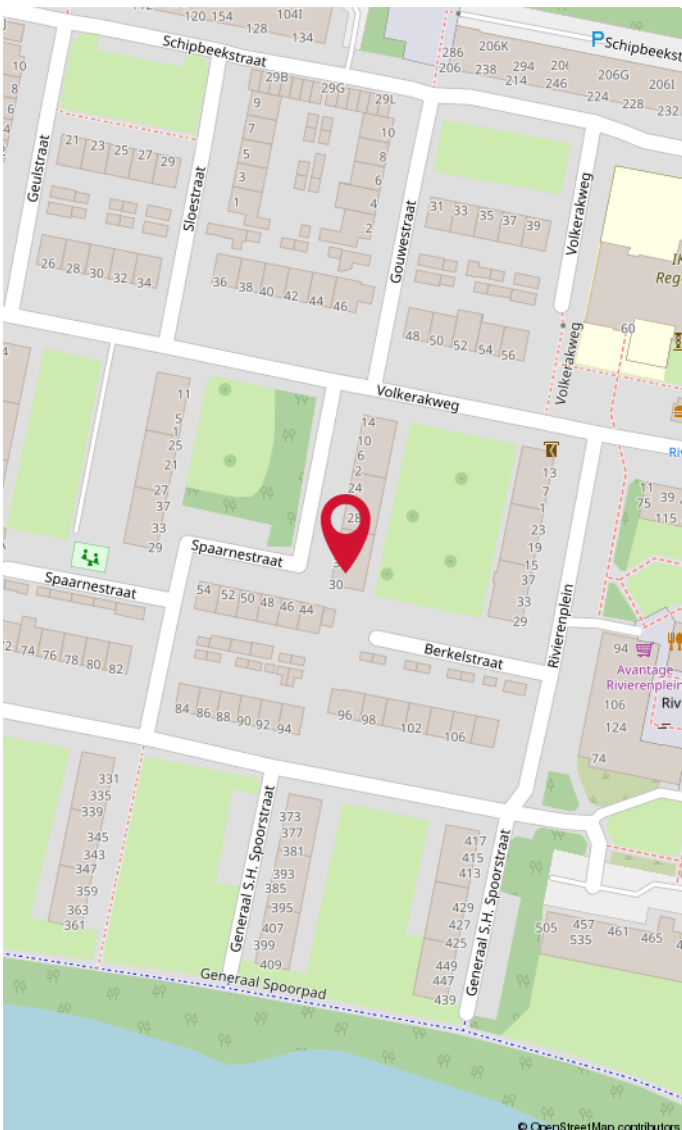 104I
120 154
128
134
Schipbeekstraat
P Schipbeekst
286 206K
206 238 294
214 246
206G
206I
224 228 232
10
8
6
29B
29G
29L
9
7
5
3
1
10
8
6
4
2
21 23 25 27 29
Geulstraat
Sloestraat
Gouwestraat
Volkerakweg
31 33 35 37 39
26 28 30 32 34
36 38 40 42 44 46
48 50 52 54 56
60
Reg
Volkerakweg
Volkerakweg
14
10
6
2
24
28
30
11
5
1
25
21
27
37
33
29
13
7
1
23
19
15
37
33
29
11
75 39
115
Spaarnestraat
Spaarnestraat
54 52 50 48 46 44
Berkelstraat
Rivierenplein
74 76 78 80 82
84 86 88 90 92 94
96 98 102 106
94
Avantage
Rivierenplein
Riv
106
124
74
331
335
339
345
343
347
359
363
361
373
377
381
393
385
395
407
399
409
417
415
413
429
427
425
449
447
439
505 457 461 465
535
Generaal S.H. Spoorstraat
Generaal S.H. Spoorstraat
Generaal Spoorpad
© OpenStreetMap contributors